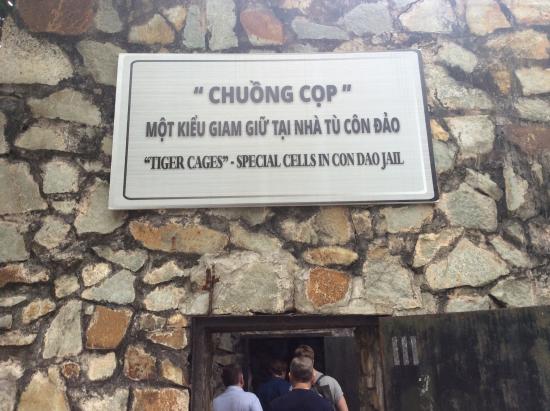 " CHUỒNG CỌP "
MỘT KIỂU GIAM GIỮ TẠI NHÀ TÙ CÔN ĐẢO
"TIGER CAGES" - SPECIAL CELLS IN CON DAO JAIL